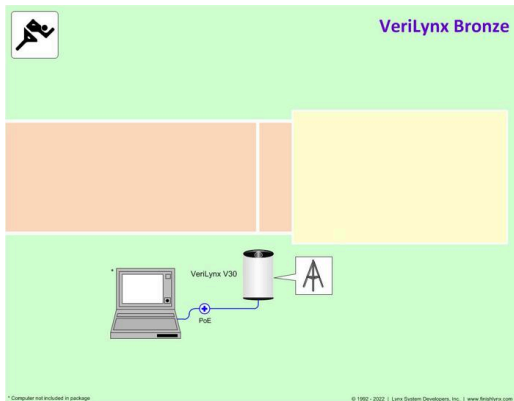 VeriLynx Bronze
*
VeriLynx V30
PoE
* Computer not included in package
© 1992 - 2022 | Lynx System Developers, Inc. | www.finishlynx.com